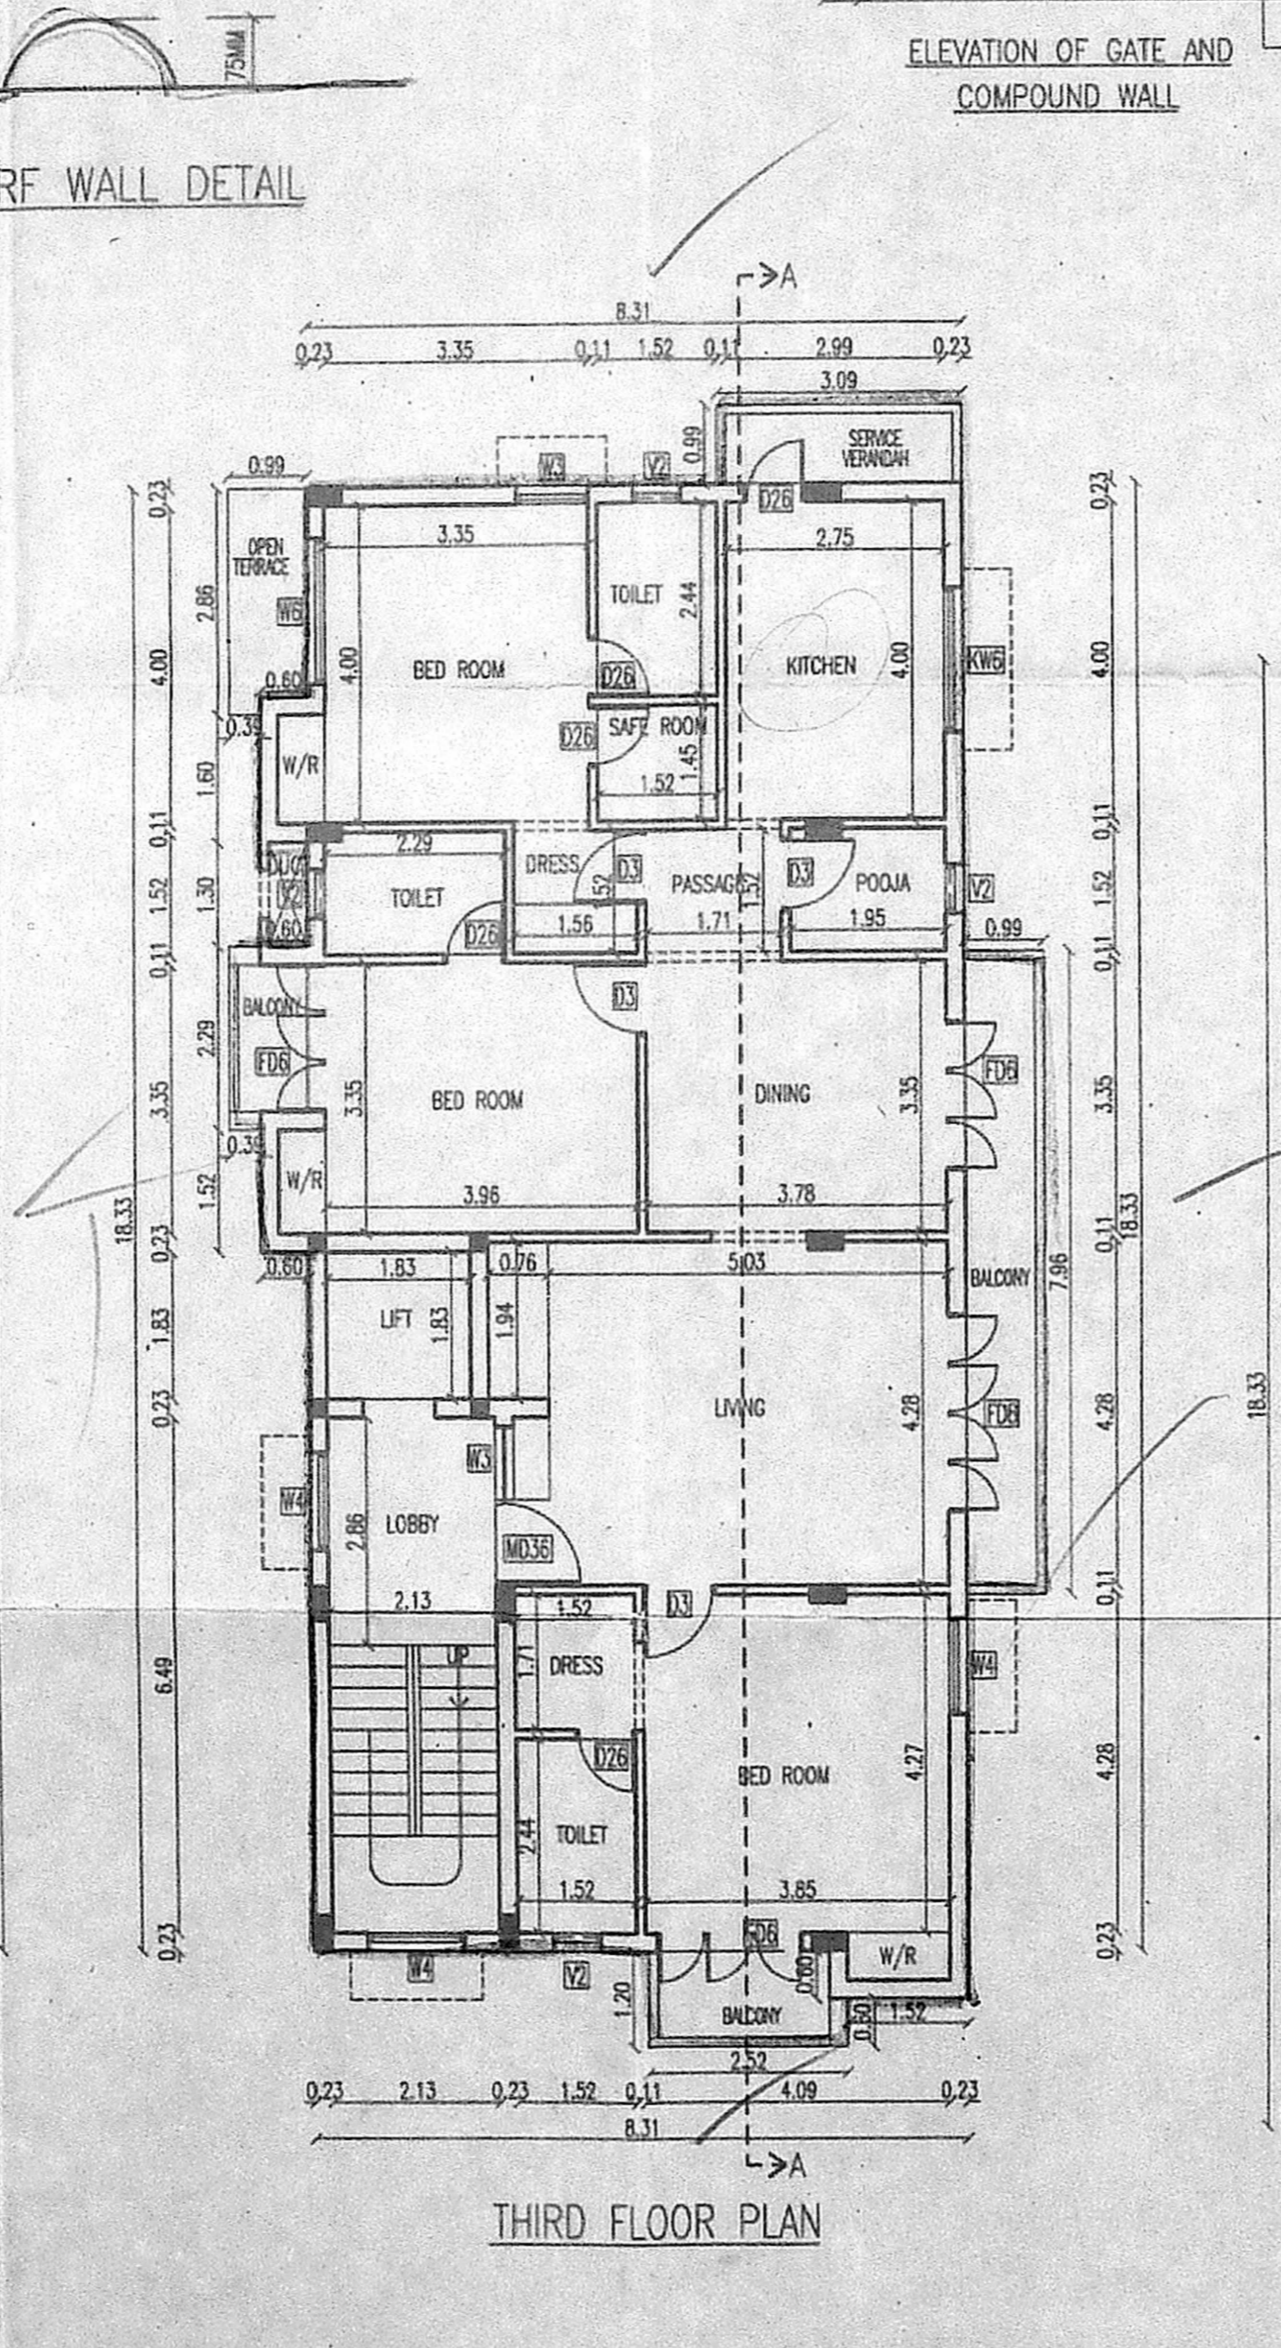 75MM
ELEVATION OF GATE AND
COMPOUND WALL
RF WALL DETAIL
A
8.31
0.23 3.35 0.11 1.52 0.11 2.99 0.23
3.09
SERVICE
VERANDAH
0.99
0.99
W3 V2
D26
0.23 0.23
3.35 2.75
OPEN
TERRACE
TOILET
2.86 W6 2.44
BED ROOM KITCHEN
4.00 4.00 4.00 KW6 4.00
0.60 D26
0.39 D26 SAFE ROOM
W/R 1.45
1.60 1.52
0.11 0.11
2.29
DRESS D3 PASSAGE D3 POOJA
TOILET V2
1.52 1.30 1.52 1.52
0.60 D26 1.56 1.71 1.95 0.99
0.11 0.11
BALCONY D3
FD6 FD6
2.29 BED ROOM DINING
3.35 3.35 3.35 3.35
0.39
W/R 3.96 3.78
1.52
18.33 18.33
0.23 0.11
0.60 1.83 0.76 5.03 BALCONY 7.96
LIFT 1.83 1.94
1.83
0.23
LIVING 4.28 FD8 4.28 18.33
W3
W4 LOBBY
2.86 MD36
2.13 1.52 D3 0.11
UP 1.71 DRESS W4
6.49
D26 BED ROOM 4.27 4.28
TOILET
2.44
1.52 3.85
0.23 0.23
W4 V2 W/R
1.20 BALCONY 0.60 1.52
2.52
0.23 2.13 0.23 1.52 0.11 4.09 0.23
8.31
A
THIRD FLOOR PLAN